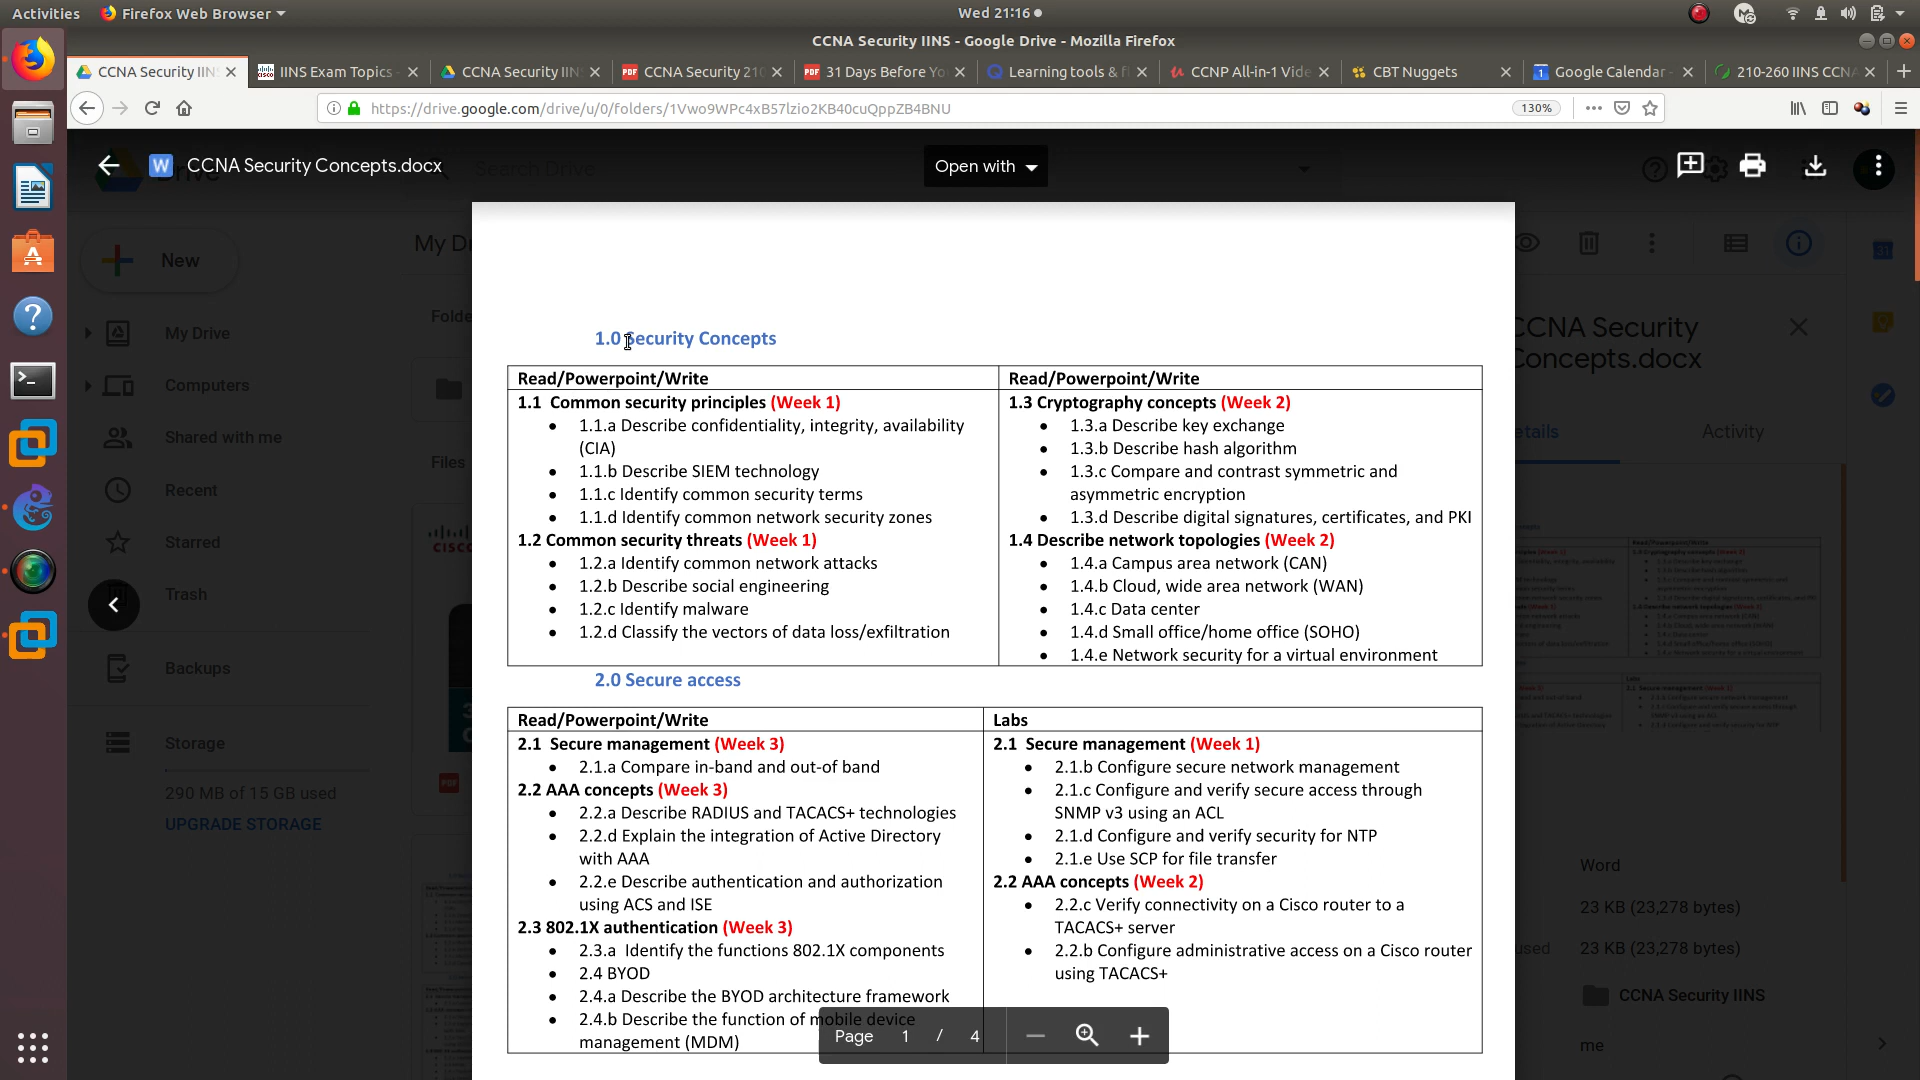 Activities
Firefox Web Browser
Wed 21:16
CCNA Security IINS - Google Drive - Mozilla Firefox
CCNA Security IIN
IINS Exam Topics -
CCNA Security IIN
CCNA Security 210
31 Days Before Yo
Learning tools & fl
CCNP All-in-1 Vide
CBT Nuggets
Google Calendar -
210-260 IINS CCNA
https://drive.google.com/drive/u/0/folders/1Vwo9WPc4xB57lzio2KB40cuQppZB4BNU
130%
W
CCNA Security Concepts.docx
Search Drive
Open with
New
My Dr
My Drive
Computers
Shared with me
Recent
Starred
Trash
Backups
Storage
290 MB of 15 GB used
UPGRADE STORAGE
Folde
Files
1.0 Security Concepts
Read/Powerpoint/Write
1.1 Common security principles (Week 1)
• 1.1.a Describe confidentiality, integrity, availability
(CIA)
• 1.1.b Describe SIEM technology
• 1.1.c Identify common security terms
• 1.1.d Identify common network security zones
1.2 Common security threats (Week 1)
• 1.2.a Identify common network attacks
• 1.2.b Describe social engineering
• 1.2.c Identify malware
• 1.2.d Classify the vectors of data loss/exfiltration
Read/Powerpoint/Write
1.3 Cryptography concepts (Week 2)
• 1.3.a Describe key exchange
• 1.3.b Describe hash algorithm
• 1.3.c Compare and contrast symmetric and
asymmetric encryption
• 1.3.d Describe digital signatures, certificates, and PKI
1.4 Describe network topologies (Week 2)
• 1.4.a Campus area network (CAN)
• 1.4.b Cloud, wide area network (WAN)
• 1.4.c Data center
• 1.4.d Small office/home office (SOHO)
• 1.4.e Network security for a virtual environment
2.0 Secure access
Read/Powerpoint/Write
2.1 Secure management (Week 3)
• 2.1.a Compare in-band and out-of band
2.2 AAA concepts (Week 3)
• 2.2.a Describe RADIUS and TACACS+ technologies
• 2.2.d Explain the integration of Active Directory
with AAA
• 2.2.e Describe authentication and authorization
using ACS and ISE
2.3 802.1X authentication (Week 3)
• 2.3.a Identify the functions 802.1X components
• 2.4 BYOD
• 2.4.a Describe the BYOD architecture framework
• 2.4.b Describe the function of mobile device
management (MDM)
Labs
2.1 Secure management (Week 1)
• 2.1.b Configure secure network management
• 2.1.c Configure and verify secure access through
SNMP v3 using an ACL
• 2.1.d Configure and verify security for NTP
• 2.1.e Use SCP for file transfer
2.2 AAA concepts (Week 2)
• 2.2.c Verify connectivity on a Cisco router to a
TACACS+ server
• 2.2.b Configure administrative access on a Cisco router
using TACACS+
Page 1 / 4
CCNA Security
Concepts.docx
etails
Activity
Word
23 KB (23,278 bytes)
used
23 KB (23,278 bytes)
CCNA Security IINS
me